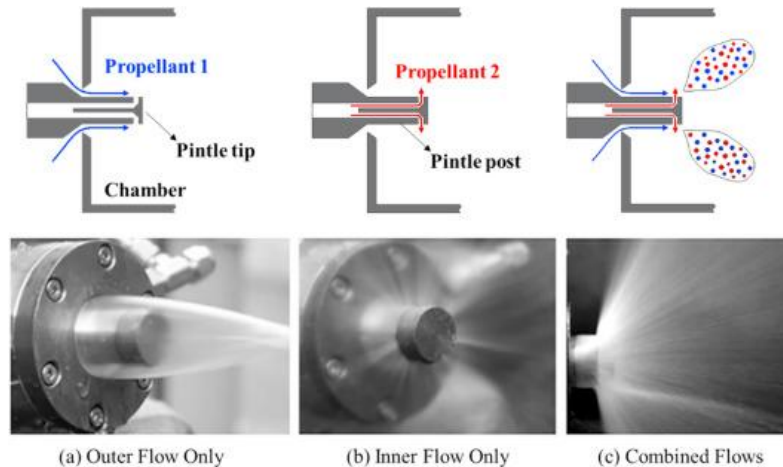 Propellant 1
Pintle tip
Chamber
Propellant 2
Pintle post
(a) Outer Flow Only
(b) Inner Flow Only
(c) Combined Flows